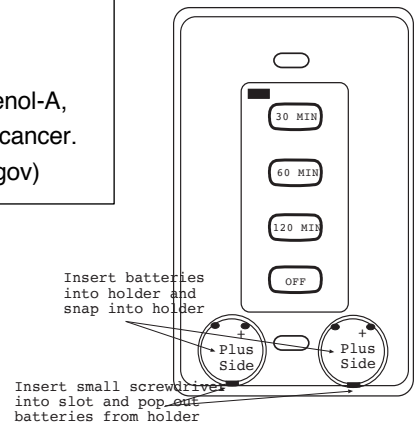 enol-A,
cancer.
gov)
30 MIN
60 MIN
120 MIN
OFF
Insert batteries
into holder and
snap into holder
+
Plus
Side
+
Plus
Side
Insert small screwdriver
into slot and pop out
batteries from holder